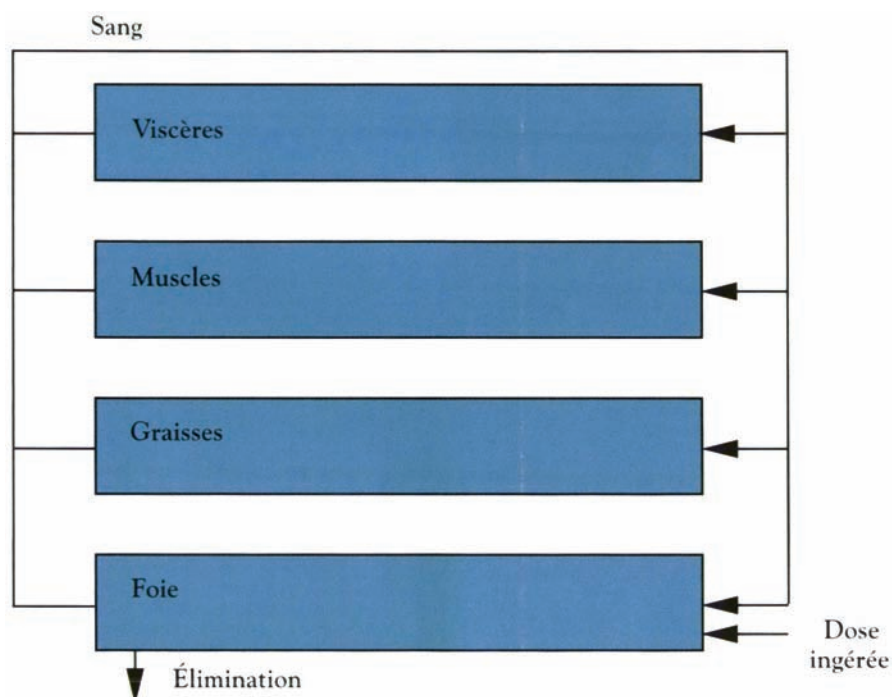 Sang
Viscères
Muscles
Graisses
Foie
Dose
ingérée
Élimination